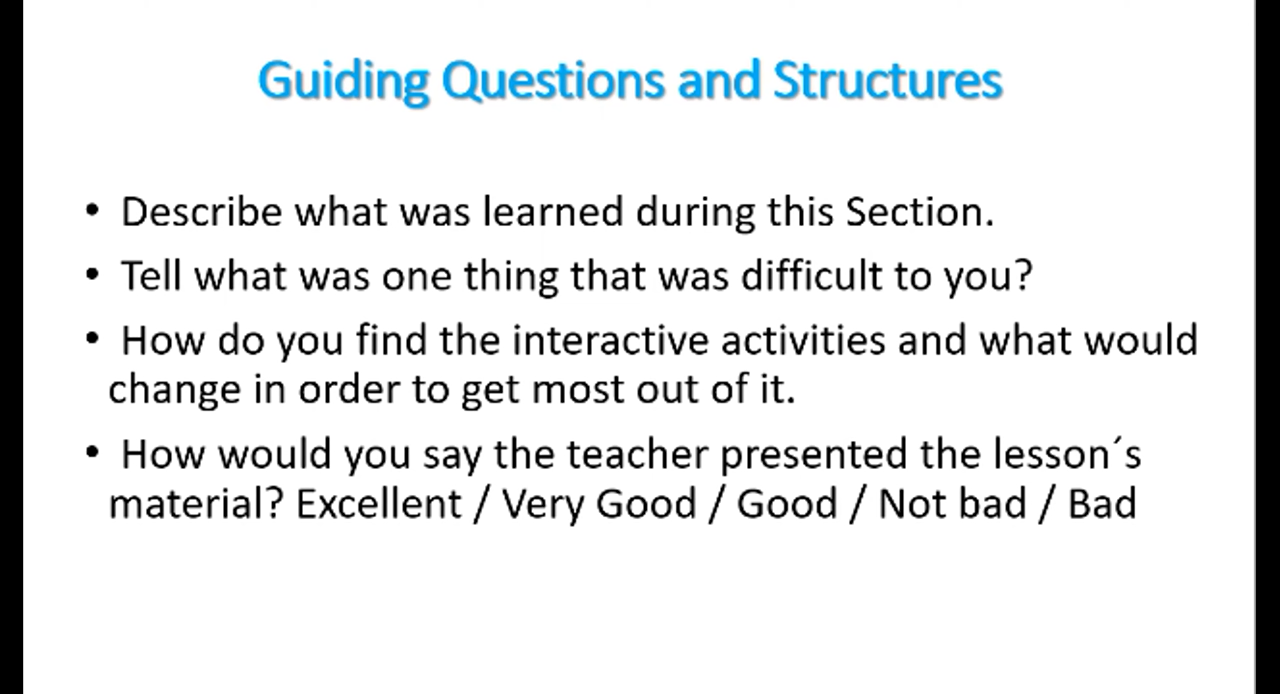 Guiding Questions and Structures
• Describe what was learned during this Section.
• Tell what was one thing that was difficult to you?
• How do you find the interactive activities and what would
change in order to get most out of it.
• How would you say the teacher presented the lesson´s
material? Excellent / Very Good / Good / Not bad / Bad